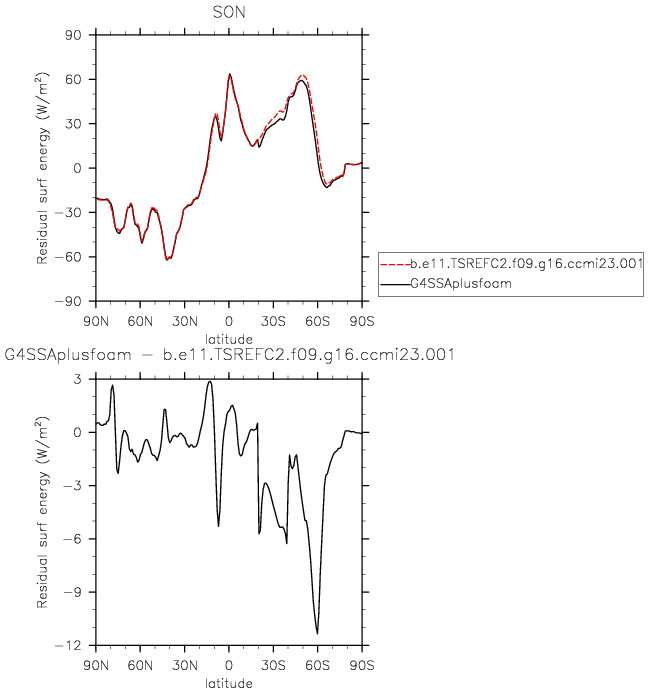 SON
Residual surf energy (W/m²)
90
60
30
0
−30
−60
−90
90N 60N 30N 0 30S 60S 90S
latitude
b.e11.TSREFC2.f09.g16.ccmi23.001
G4SSAplusfoam
G4SSAplusfoam − b.e11.TSREFC2.f09.g16.ccmi23.001
Residual surf energy (W/m²)
3
0
−3
−6
−9
−12
90N 60N 30N 0 30S 60S 90S
latitude